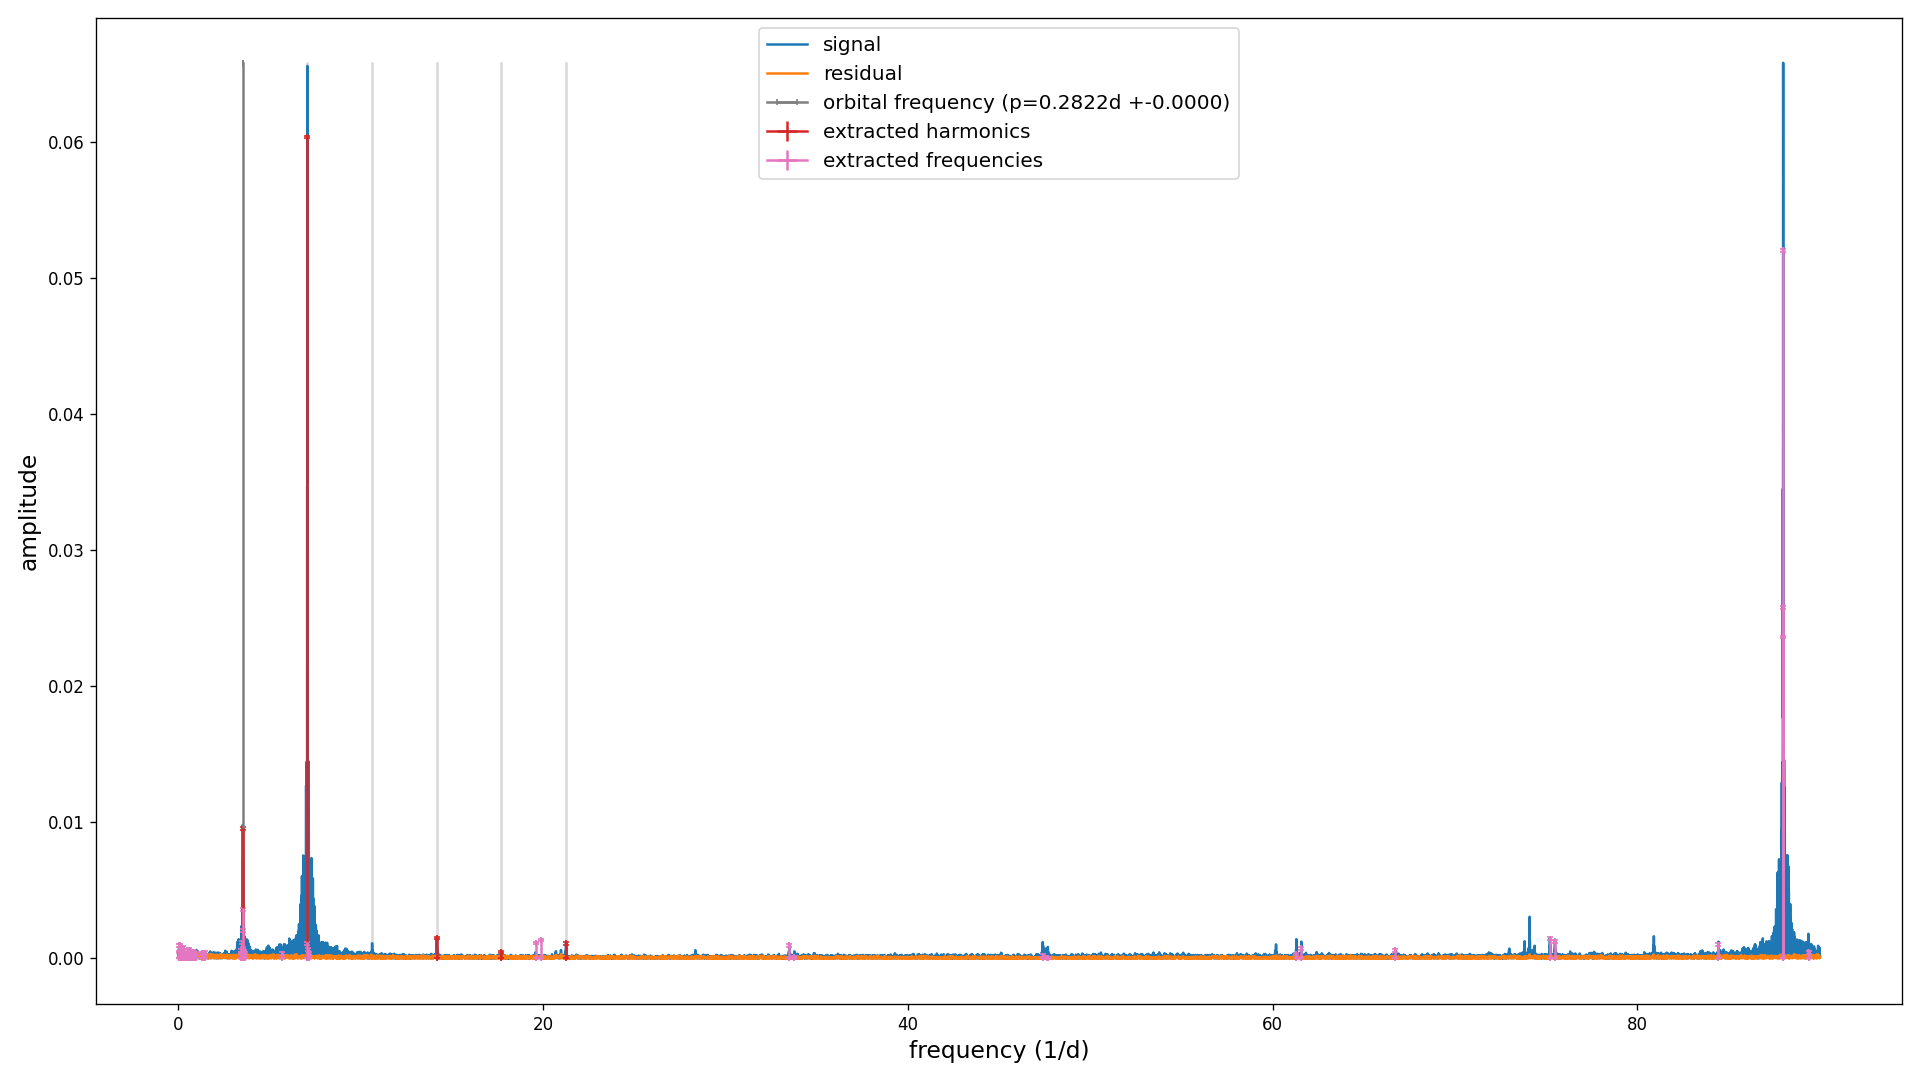 signal
residual
orbital frequency (p=0.2822d +-0.0000)
extracted harmonics
extracted frequencies
0.06
0.05
0.04
0.03
0.02
0.01
0.00
amplitude
0 20 40 60 80
frequency (1/d)